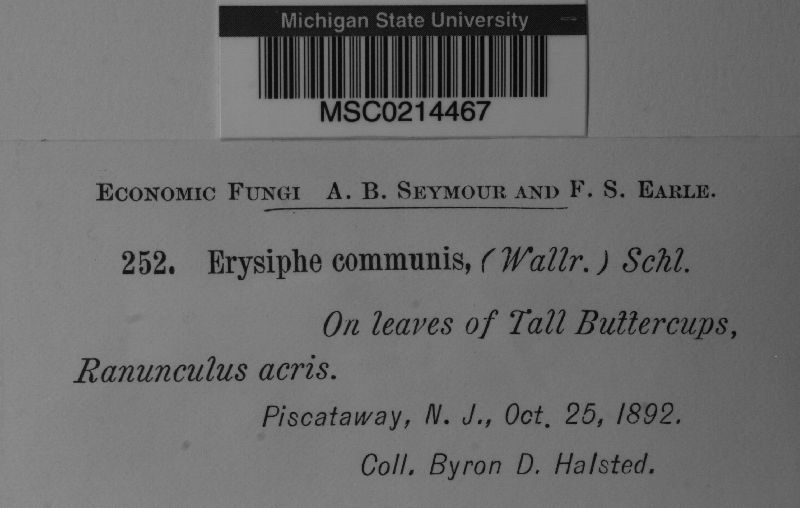 Michigan State University
MSC0214467
Economic Fungi A. B. Seymour and F. S. Earle.
252. Erysiphe communis, (Wallr.) Schl.
On leaves of Tall Buttercups,
Ranunculus acris.
Piscataway, N. J., Oct. 25, 1892.
Coll. Byron D. Halsted.